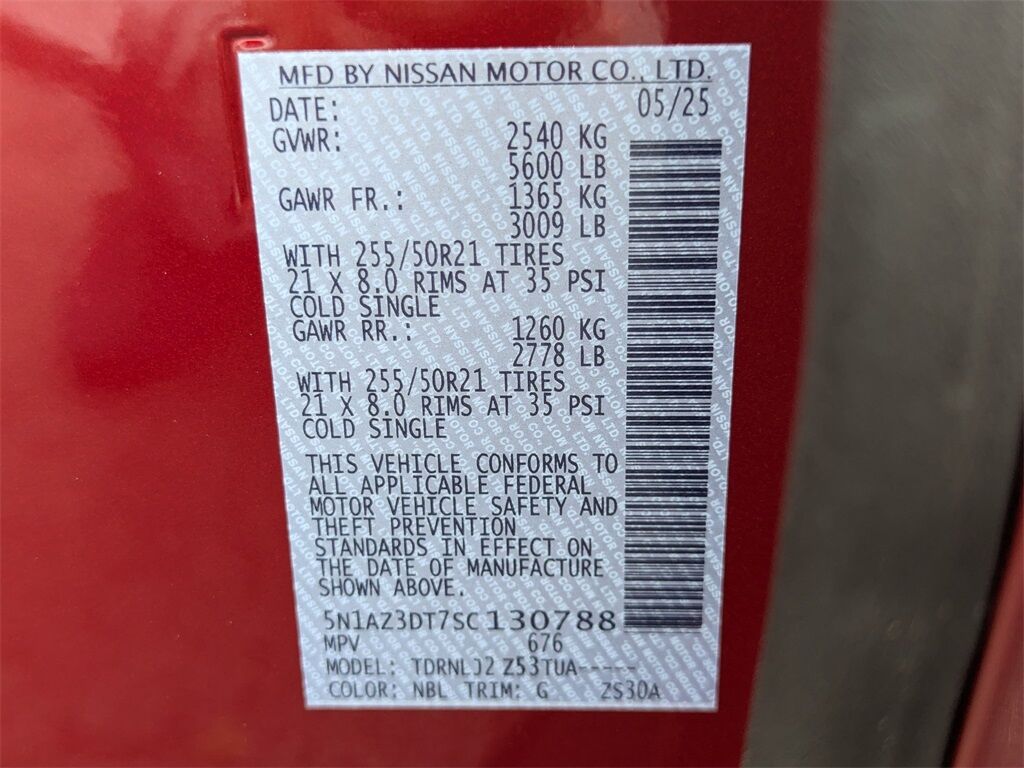 MFD BY NISSAN MOTOR CO., LTD.
DATE: 05/25
GVWR: 2540 KG
5600 LB
GAWR FR.: 1365 KG
3009 LB
WITH 255/50R21 TIRES
21 X 8.0 RIMS AT 35 PSI
COLD SINGLE
GAWR RR.: 1260 KG
2778 LB
WITH 255/50R21 TIRES
21 X 8.0 RIMS AT 35 PSI
COLD SINGLE
THIS VEHICLE CONFORMS TO
ALL APPLICABLE FEDERAL
MOTOR VEHICLE SAFETY AND
THEFT PREVENTION
STANDARDS IN EFFECT ON
THE DATE OF MANUFACTURE
SHOWN ABOVE.
5N1AZ3DT7SC 130788
MPV 676
MODEL: Z53TUA-----
COLOR: NBL TRIM: G ZS30A